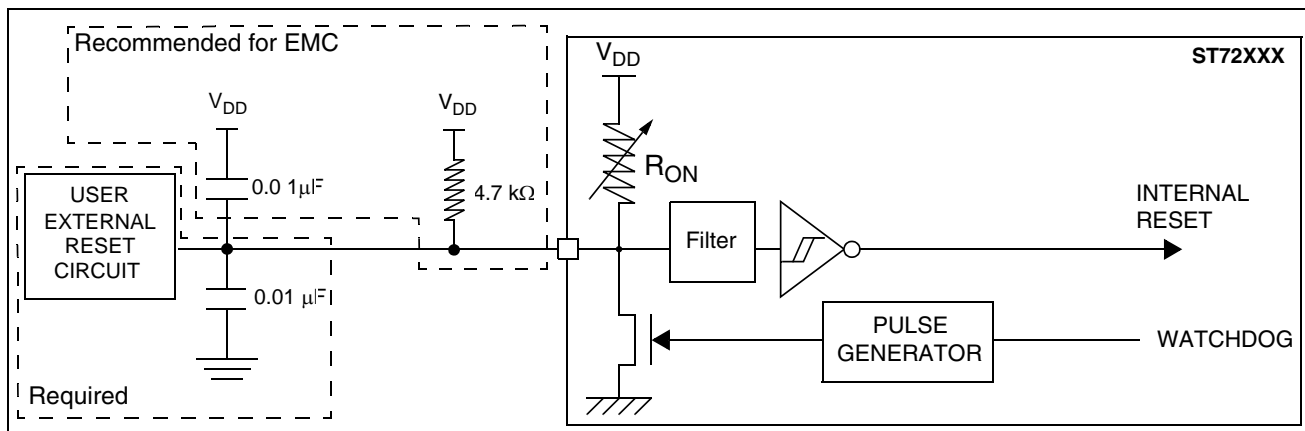 Recommended for EMC
V_DD
ST72XXX
V_DD
V_DD
USER
EXTERNAL
RESET
CIRCUIT
0.0 1μF
4.7 kΩ
R_ON
Filter
INTERNAL
RESET
0.01 μF
PULSE
GENERATOR
WATCHDOG
Required